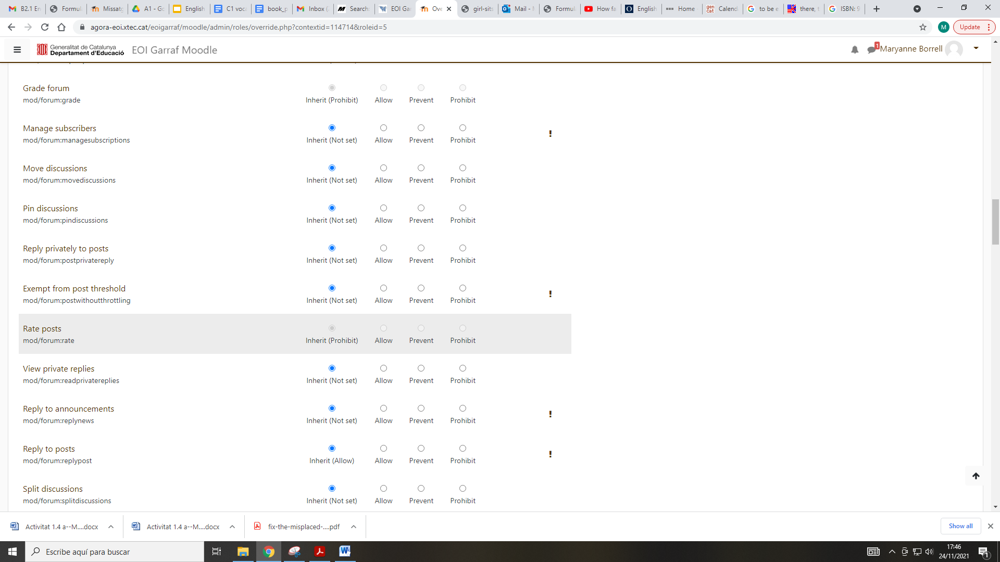 B2.1 En
Formul
Missatg
A1 - Go
English
C1 voca
book_p
Inbox (
Search:
EOI Gar
Ove
girl-sits
Mail - M
Formul
How fa
English
Home
Calend
to be e
there, t
ISBN: 9
agora-eoi.xtec.cat/eoigarraf/moodle/admin/roles/override.php?contextid=114714&roleid=5
M
Update
Generalitat de Catalunya
Departament d'Educació
EOI Garraf Moodle
1
Maryanne Borrell
Grade forum
mod/forum:grade
Inherit (Prohibit) Allow Prevent Prohibit
Manage subscribers
mod/forum:managesubscriptions
Inherit (Not set) Allow Prevent Prohibit
!
Move discussions
mod/forum:movediscussions
Inherit (Not set) Allow Prevent Prohibit
Pin discussions
mod/forum:pindiscussions
Inherit (Not set) Allow Prevent Prohibit
Reply privately to posts
mod/forum:postprivatereply
Inherit (Not set) Allow Prevent Prohibit
Exempt from post threshold
mod/forum:postwithoutthrottling
Inherit (Not set) Allow Prevent Prohibit
!
Rate posts
mod/forum:rate
Inherit (Prohibit) Allow Prevent Prohibit
View private replies
mod/forum:readprivatereplies
Inherit (Not set) Allow Prevent Prohibit
Reply to announcements
mod/forum:replynews
Inherit (Not set) Allow Prevent Prohibit
!
Reply to posts
mod/forum:replypost
Inherit (Allow) Allow Prevent Prohibit
!
Split discussions
mod/forum:splitdiscussions
Inherit (Not set) Allow Prevent Prohibit
Activitat 1.4 a--M....docx
Activitat 1.4 a--M....docx
fix-the-misplaced-....pdf
Show all
Escribe aquí para buscar
17:46
24/11/2021
1